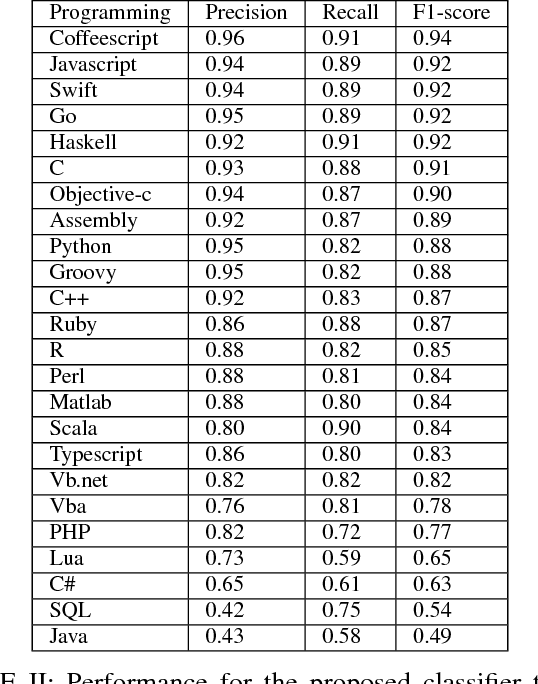 Programming Precision Recall F1-score
Coffeescript 0.96 0.91 0.94
Javascript 0.94 0.89 0.92
Swift 0.94 0.89 0.92
Go 0.95 0.89 0.92
Haskell 0.92 0.91 0.92
C 0.93 0.88 0.91
Objective-c 0.94 0.87 0.90
Assembly 0.92 0.87 0.89
Python 0.95 0.82 0.88
Groovy 0.95 0.82 0.88
C++ 0.92 0.83 0.87
Ruby 0.86 0.88 0.87
R 0.88 0.82 0.85
Perl 0.88 0.81 0.84
Matlab 0.88 0.80 0.84
Scala 0.80 0.90 0.84
Typescript 0.86 0.80 0.83
Vb.net 0.82 0.82 0.82
Vba 0.76 0.81 0.78
PHP 0.82 0.72 0.77
Lua 0.73 0.59 0.65
C# 0.65 0.61 0.63
SQL 0.42 0.75 0.54
Java 0.43 0.58 0.49
E II: Performance for the proposed classifier t